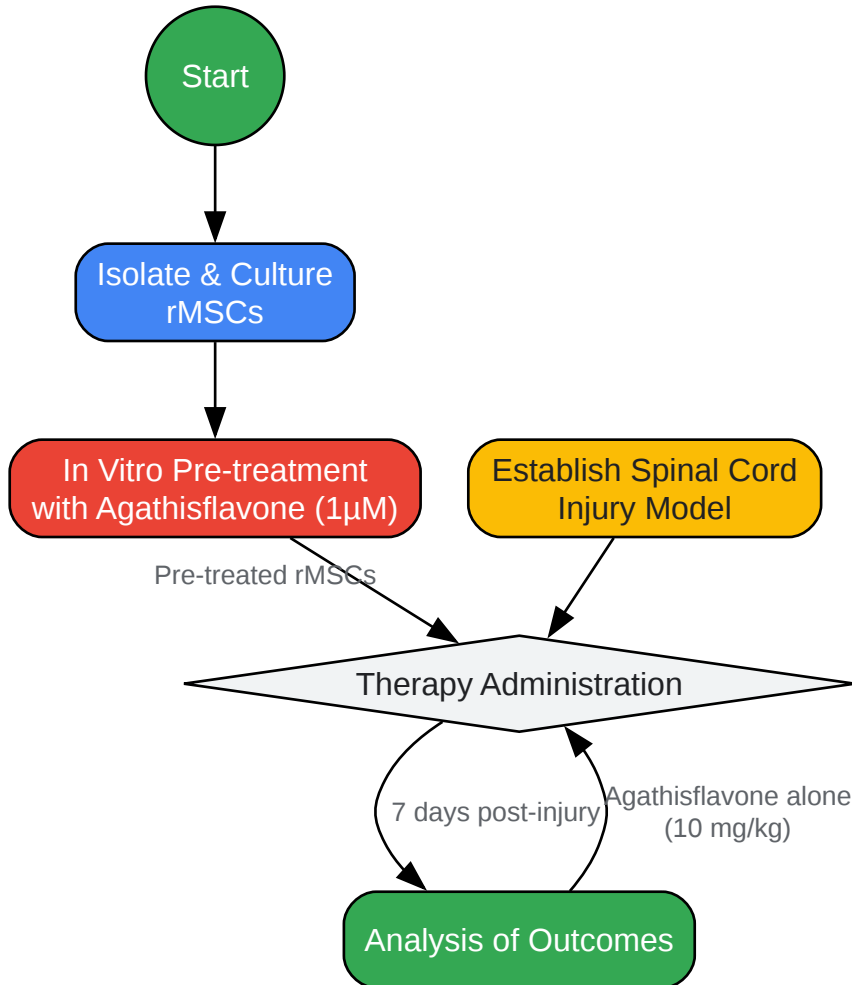 Start
Isolate & Culture
rMSCs
In Vitro Pre-treatment
with Agathisflavone (1µM)
Establish Spinal Cord
Injury Model
Pre-treated rMSCs
Therapy Administration
7 days post-injury
Agathisflavone alone
(10 mg/kg)
Analysis of Outcomes